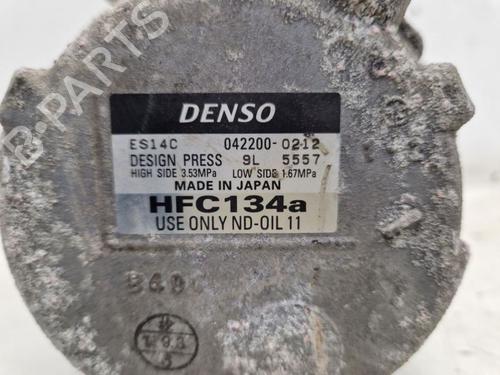 B-PARTS
DENSO
ES14C 042200-0212
DESIGN PRESS 9L 5557
HIGH SIDE 3.53MPa LOW SIDE 1.67MPa
MADE IN JAPAN
HFC134a
USE ONLY ND-OIL 11